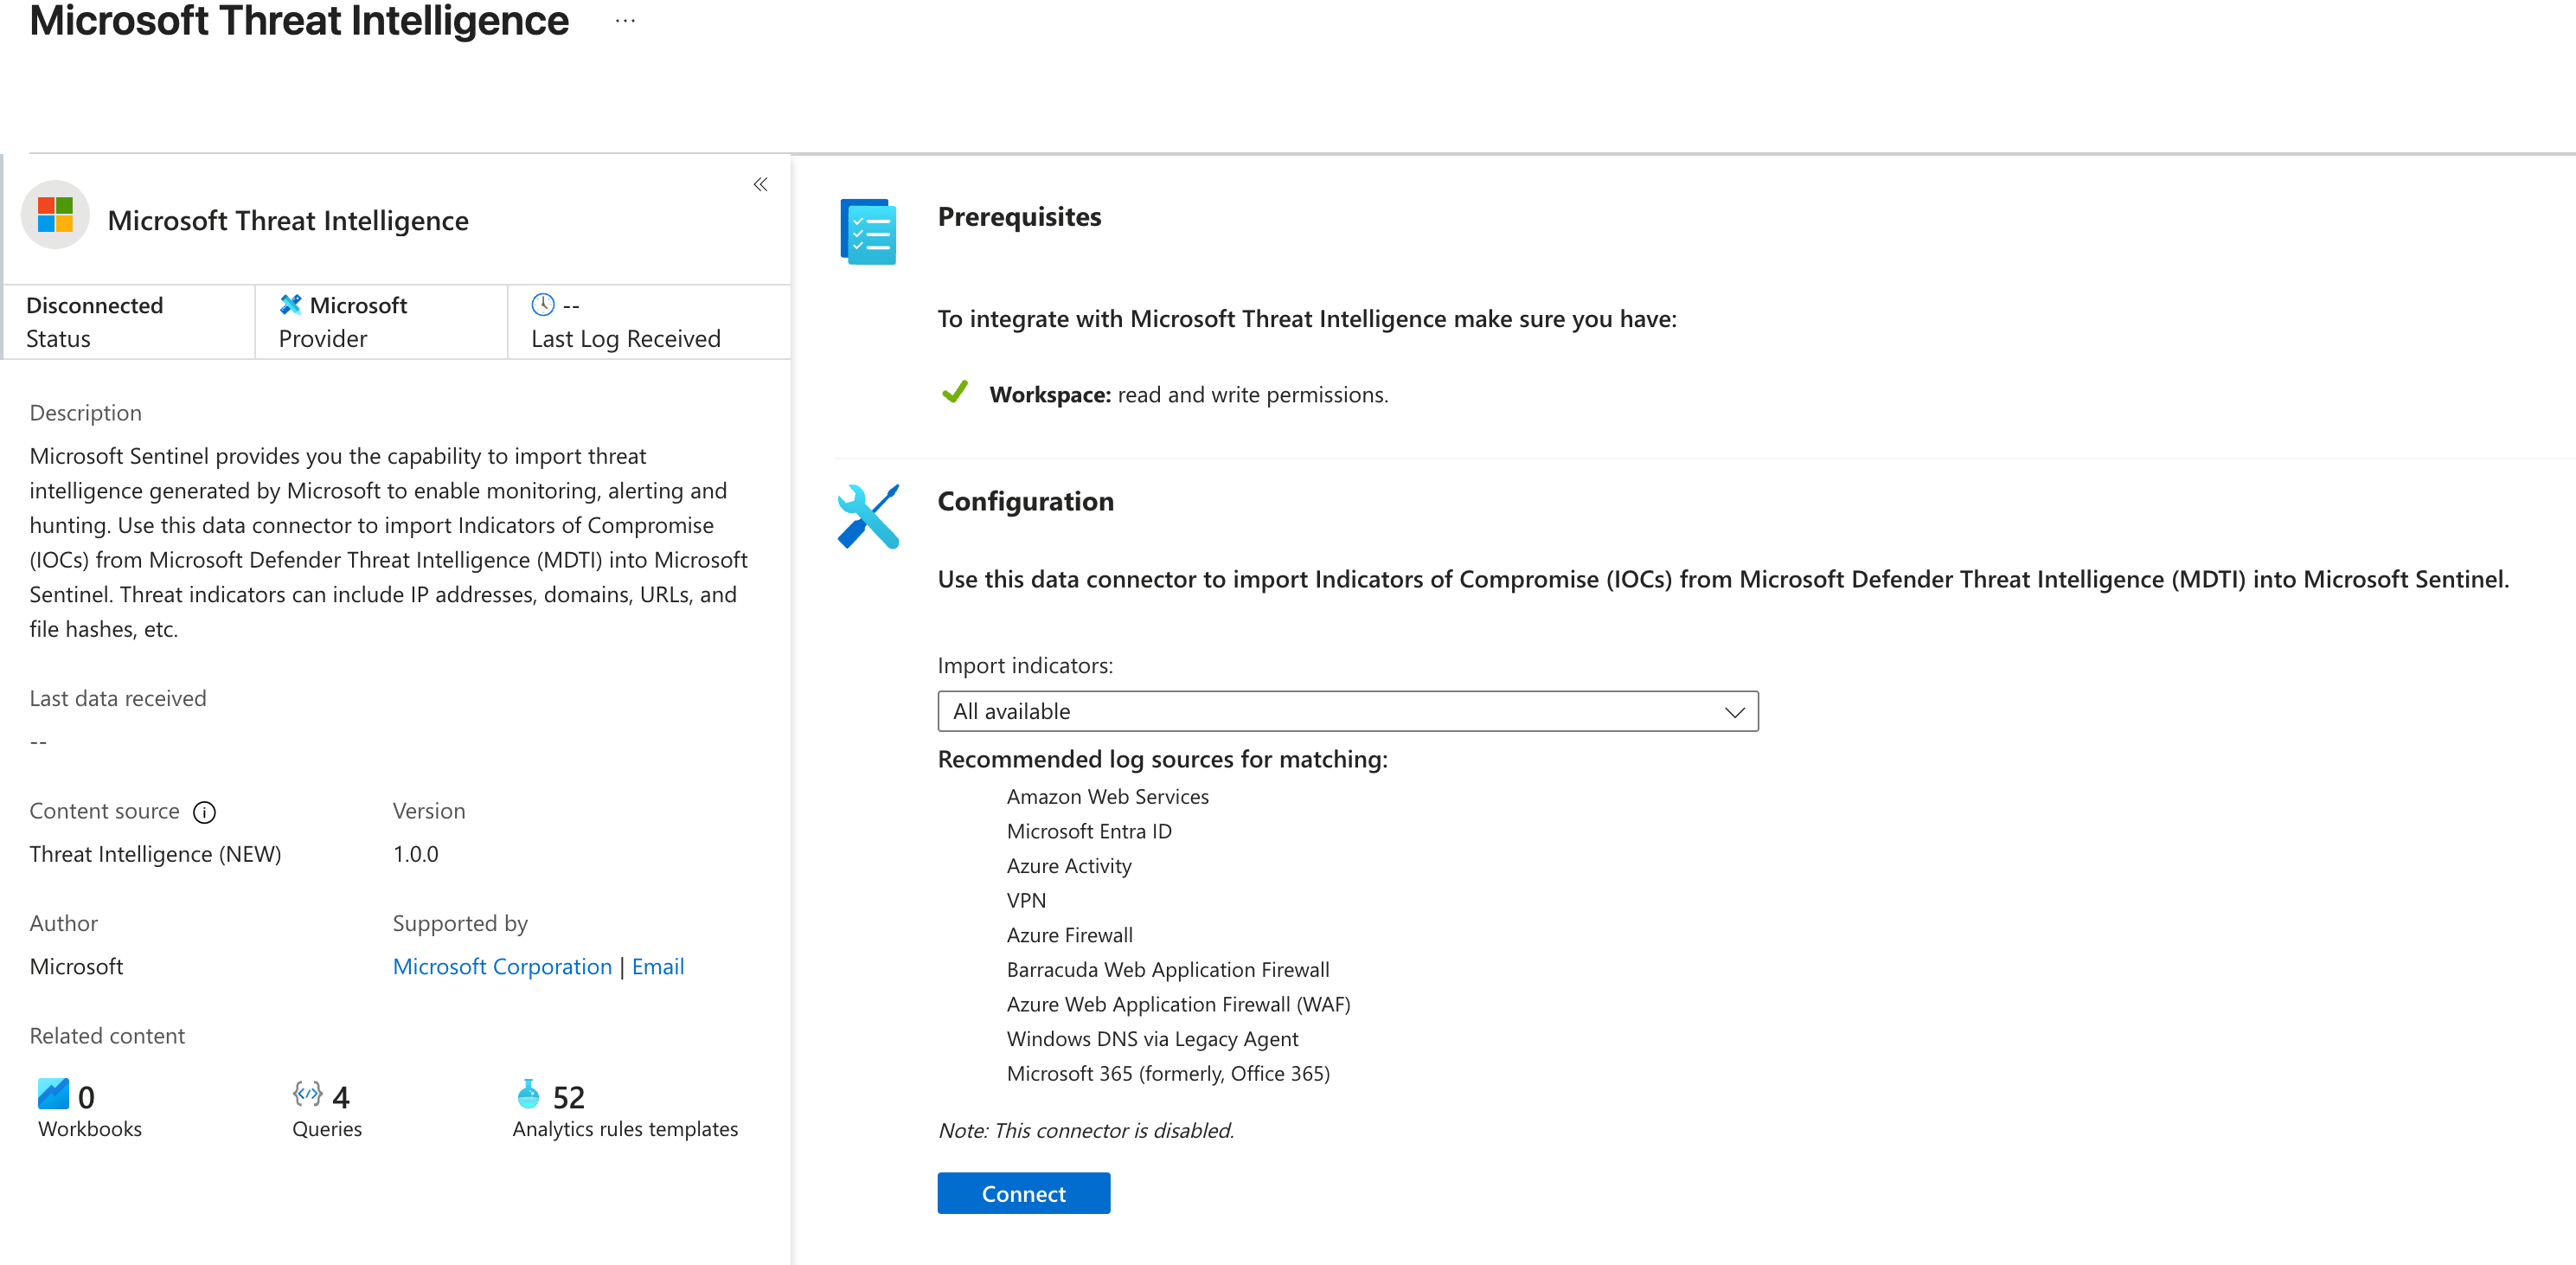 Microsoft Threat Intelligence ...
Microsoft Threat Intelligence
Disconnected
Status
Microsoft
Provider
--
Last Log Received
Description
Microsoft Sentinel provides you the capability to import threat
intelligence generated by Microsoft to enable monitoring, alerting and
hunting. Use this data connector to import Indicators of Compromise
(IOCs) from Microsoft Defender Threat Intelligence (MDTI) into Microsoft
Sentinel. Threat indicators can include IP addresses, domains, URLs, and
file hashes, etc.
Last data received
--
Content source
Version
Threat Intelligence (NEW)
1.0.0
Author
Supported by
Microsoft
Microsoft Corporation | Email
Related content
0
Workbooks
4
Queries
52
Analytics rules templates
Prerequisites
To integrate with Microsoft Threat Intelligence make sure you have:
Workspace: read and write permissions.
Configuration
Use this data connector to import Indicators of Compromise (IOCs) from Microsoft Defender Threat Intelligence (MDTI) into Microsoft Sentinel.
Import indicators:
All available
Recommended log sources for matching:
Amazon Web Services
Microsoft Entra ID
Azure Activity
VPN
Azure Firewall
Barracuda Web Application Firewall
Azure Web Application Firewall (WAF)
Windows DNS via Legacy Agent
Microsoft 365 (formerly, Office 365)
Note: This connector is disabled.
Connect